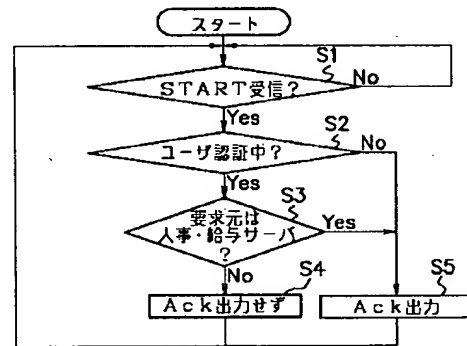 スタート
S1
START受信?
No
Yes
S2
ユーザ認証中?
No
Yes
S3
要求元は
人事・給与サーバ
?
Yes
No
S4
S5
Ack出力せず
Ack出力